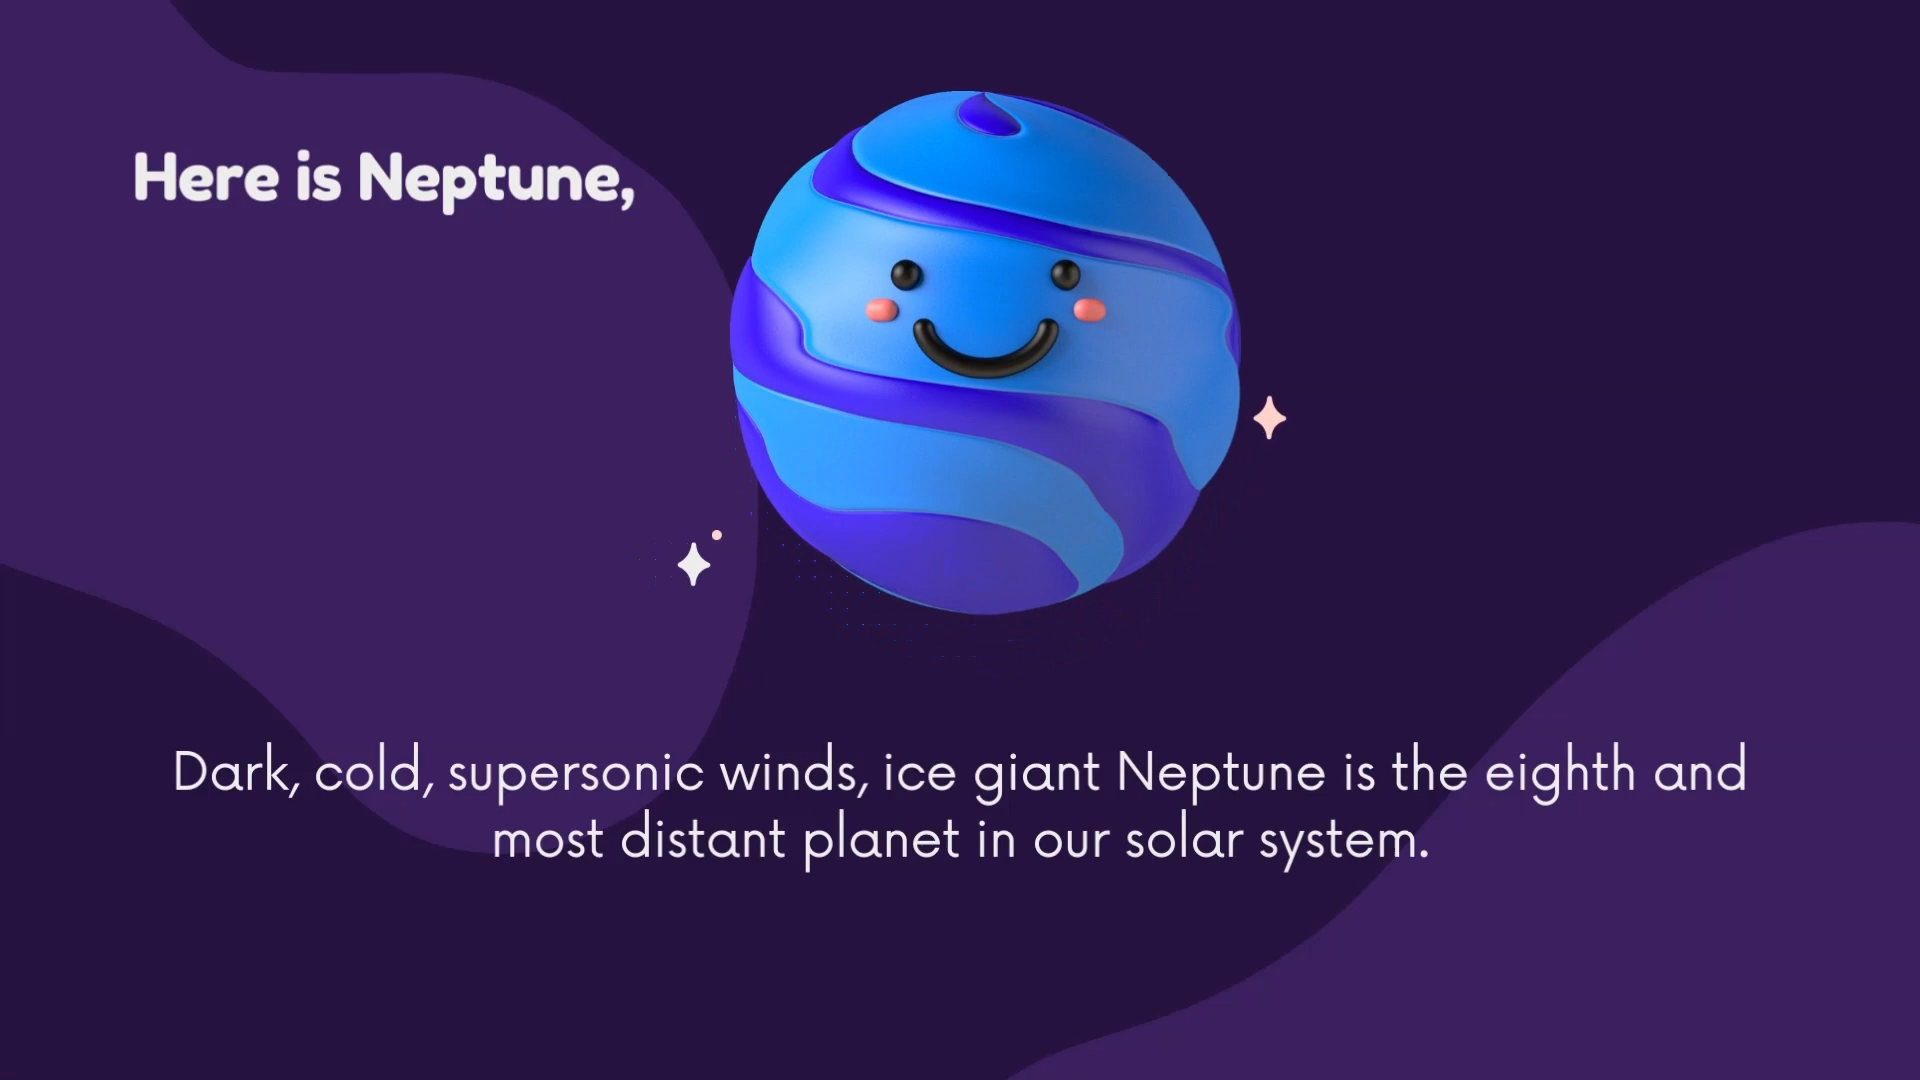 Here is Neptune,
Dark, cold, supersonic winds, ice giant Neptune is the eighth and
most distant planet in our solar system.